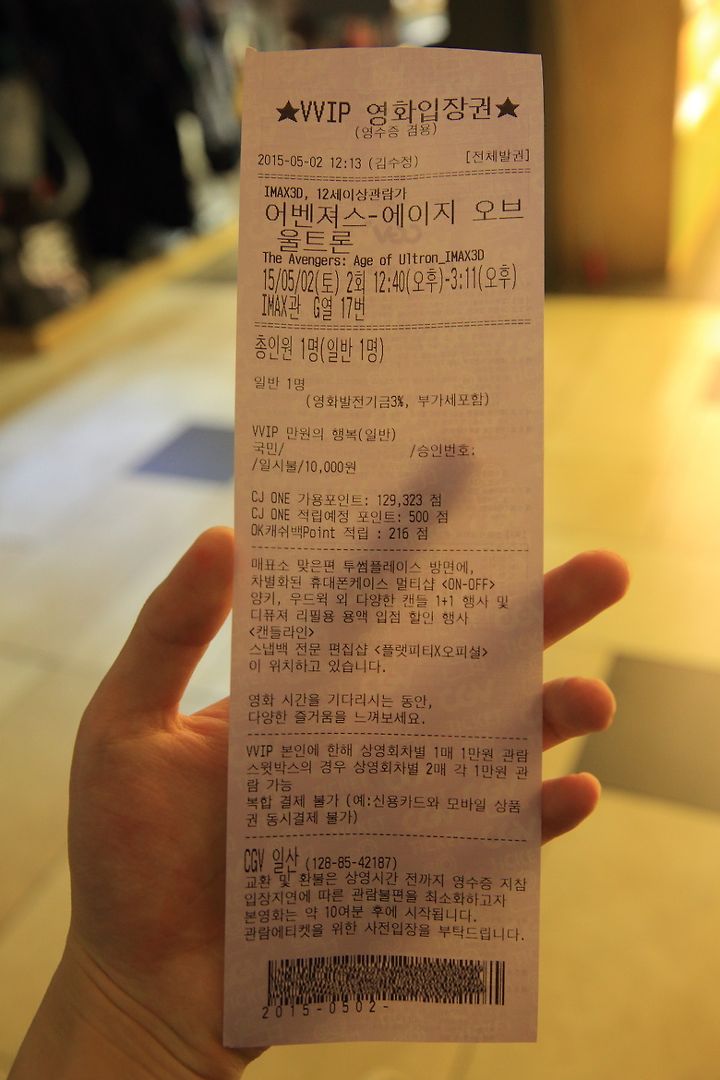 ★VVIP 영화입장권★
(영수증 겸용)
2015-05-02 12:13 (김수정) [전체발권]
IMAX3D, 12세이상관람가
어벤져스-에이지 오브
울트론
The Avengers: Age of Ultron_IMAX3D
15/05/02(토) 2회 12:40(오후)-3:11(오후)
IMAX관 G열 17번
총인원 1명(일반 1명)
일반 1명
(영화발전기금3%, 부가세포함)
VVIP 만원의 행복(일반)
국민/ /승인번호:
/일시불/10,000원
CJ ONE 가용포인트: 129,323 점
CJ ONE 적립예정 포인트: 500 점
OK캐쉬백Point 적립 : 216 점
매표소 맞은편 투썸플레이스 방면에,
차별화된 휴대폰케이스 멀티샵 <ON-OFF>
양키, 우드윅 외 다양한 캔들 1+1 행사 및
디퓨져 리필용 용액 입점 할인 행사
<캔들라인>
스냅백 전문 편집샵 <플랫피티X오피셜>
이 위치하고 있습니다.
영화 시간을 기다리시는 동안,
다양한 즐거움을 느껴보세요.
VVIP 본인에 한해 상영회차별 1매 1만원 관람
스윗박스의 경우 상영회차별 2매 각 1만원 관
람 가능
복합 결제 불가 (예:신용카드와 모바일 상품
권 동시결제 불가)
CGV 일산 (128-85-42187)
교환 및 환불은 상영시간 전까지 영수증 지참
입장지연에 따른 관람불편을 최소화하고자
본영화는 약 10여분 후에 시작됩니다.
관람에티켓을 위한 사전입장을 부탁드립니다.
2015-0502-